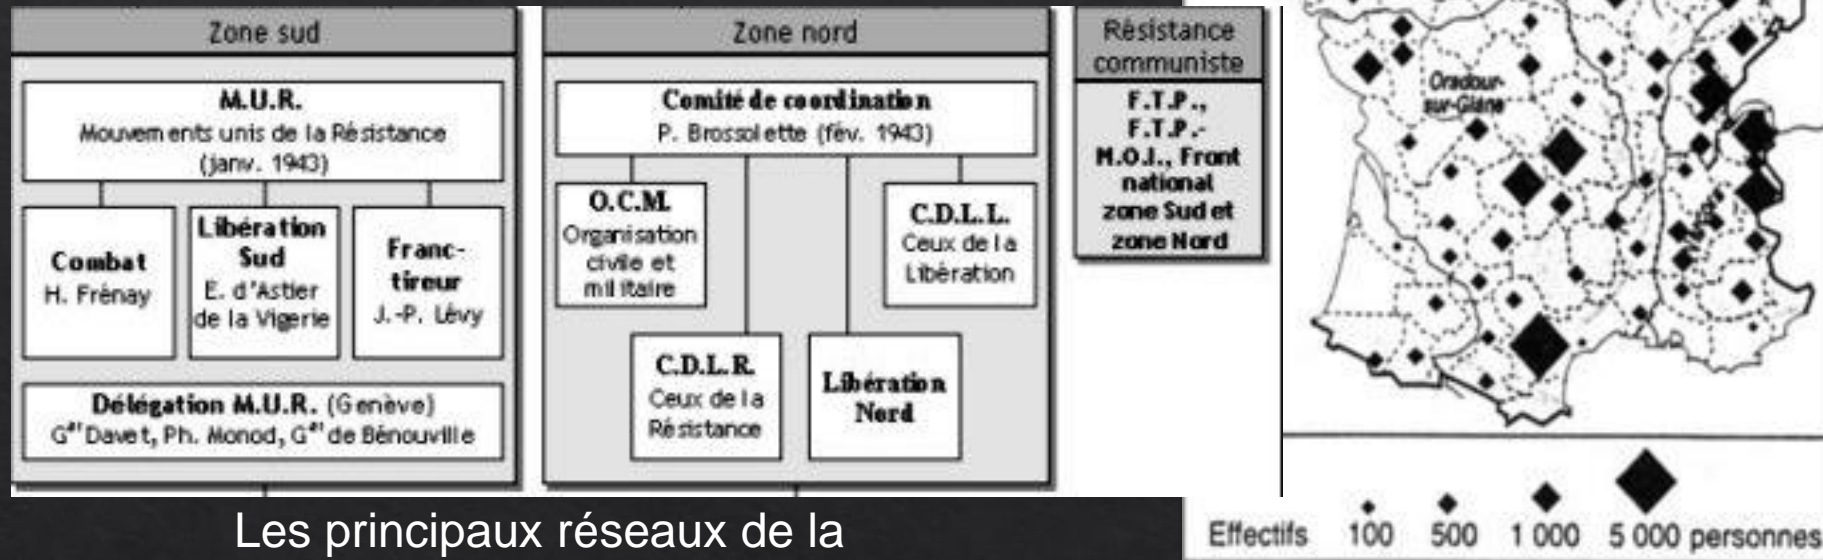 Zone sud
M.U.R.
Mouvements unis de la Résistance
(janv. 1943)
Combat
H. Frénay
Libération
Sud
E. d'Astier
de la Vigerie
Franc-
tireur
J.-P. Lévy
Délégation M.U.R. (Genève)
Gᵃˡ Davet, Ph. Monod, Gᵃˡ de Bénouville
Zone nord
Comité de coordination
P. Brossolette (fév. 1943)
O.C.M.
Organisation
civile et
militaire
C.D.L.L.
Ceux de la
Libération
C.D.L.R.
Ceux de la
Résistance
Libération
Nord
Résistance
communiste
F.T.P.,
F.T.P.-
M.O.I., Front
national
zone Sud et
zone Nord
Oradour-
sur-Glane
Effectifs 100 500 1 000 5 000 personnes
Les principaux réseaux de la